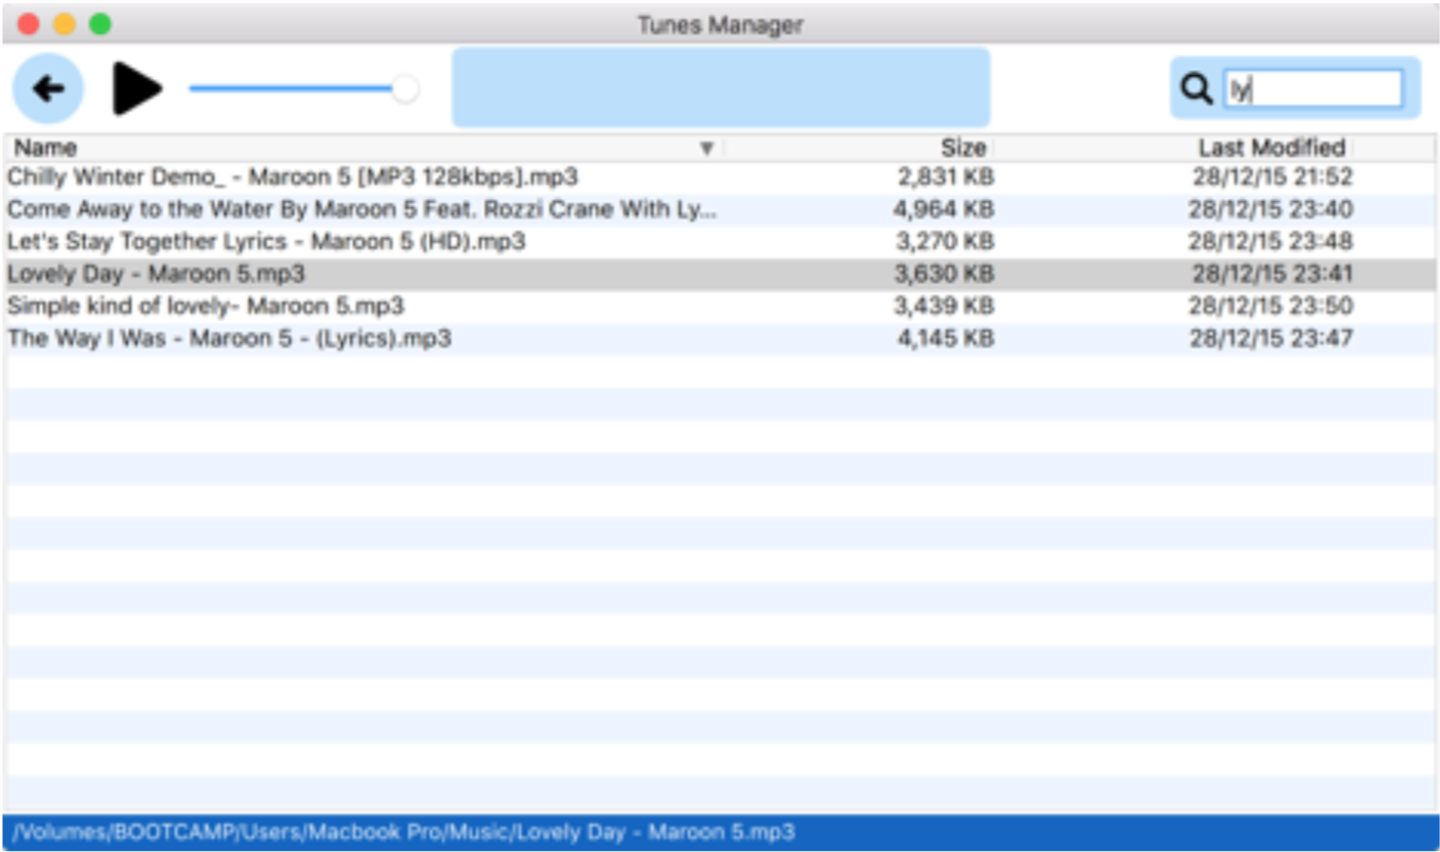 Tunes Manager
ly
Name Size Last Modified
Chilly Winter Demo_ - Maroon 5 [MP3 128kbps].mp3 2,831 KB 28/12/15 21:52
Come Away to the Water By Maroon 5 Feat. Rozzi Crane With Ly... 4,964 KB 28/12/15 23:40
Let's Stay Together Lyrics - Maroon 5 (HD).mp3 3,270 KB 28/12/15 23:48
Lovely Day - Maroon 5.mp3 3,630 KB 28/12/15 23:41
Simple kind of lovely- Maroon 5.mp3 3,439 KB 28/12/15 23:50
The Way I Was - Maroon 5 - (Lyrics).mp3 4,145 KB 28/12/15 23:47
/Volumes/BOOTCAMP/Users/Macbook Pro/Music/Lovely Day - Maroon 5.mp3